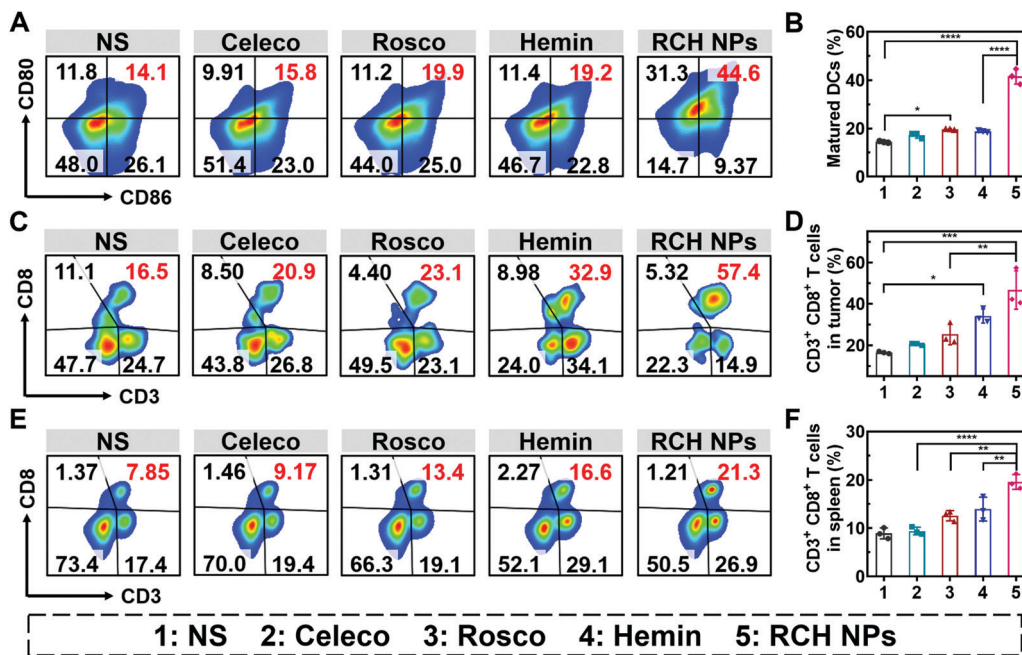 A
NS Celeco Rosco Hemin RCH NPs
CD80
11.8 14.1 9.91 15.8 11.2 19.9 11.4 19.2 31.3 44.6
48.0 26.1 51.4 23.0 44.0 25.0 46.7 22.8 14.7 9.37
CD86
B
Matured DCs (%)
****
****
*
60
40
20
0
1 2 3 4 5
C
NS Celeco Rosco Hemin RCH NPs
CD8
11.1 16.5 8.50 20.9 4.40 23.1 8.98 32.9 5.32 57.4
47.7 24.7 43.8 26.8 49.5 23.1 24.0 34.1 22.3 14.9
CD3
D
CD3+ CD8+ T cells
in tumor (%)
***
**
*
60
40
20
1 2 3 4 5
E
NS Celeco Rosco Hemin RCH NPs
CD8
1.37 7.85 1.46 9.17 1.31 13.4 2.27 16.6 1.21 21.3
73.4 17.4 70.0 19.4 66.3 19.1 52.1 29.1 50.5 26.9
CD3
F
CD3+ CD8+ T cells
in spleen (%)
****
**
**
30
20
10
0
1 2 3 4 5
1: NS 2: Celeco 3: Rosco 4: Hemin 5: RCH NPs